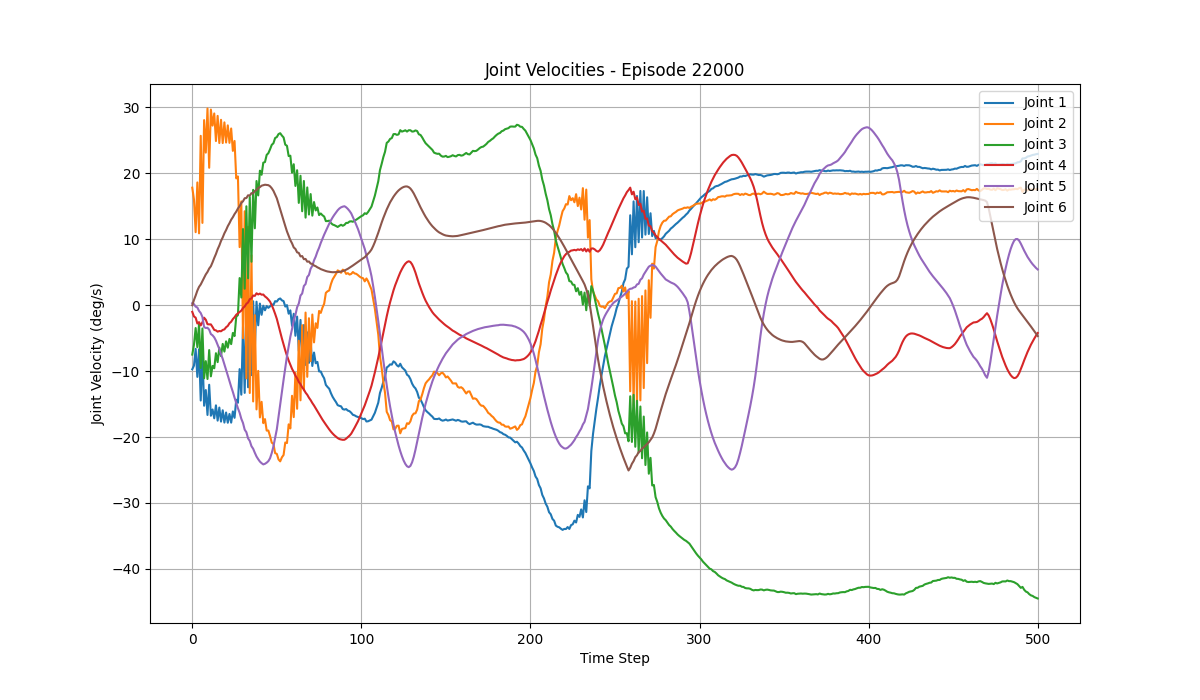 Joint Velocities - Episode 22000
Joint Velocity (deg/s)
30
20
10
0
−10
−20
−30
−40
Joint 1
Joint 2
Joint 3
Joint 4
Joint 5
Joint 6
0
100
200
300
400
500
Time Step